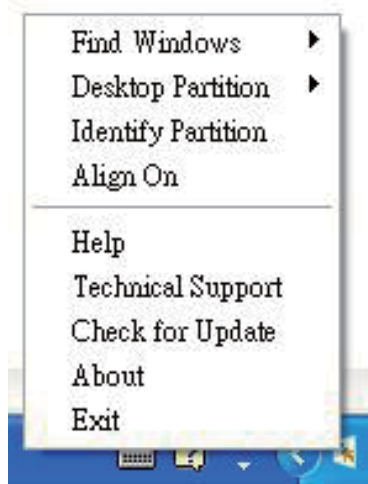 Find Windows
Desktop Partition
Identify Partition
Align On
Help
Technical Support
Check for Update
About
Exit